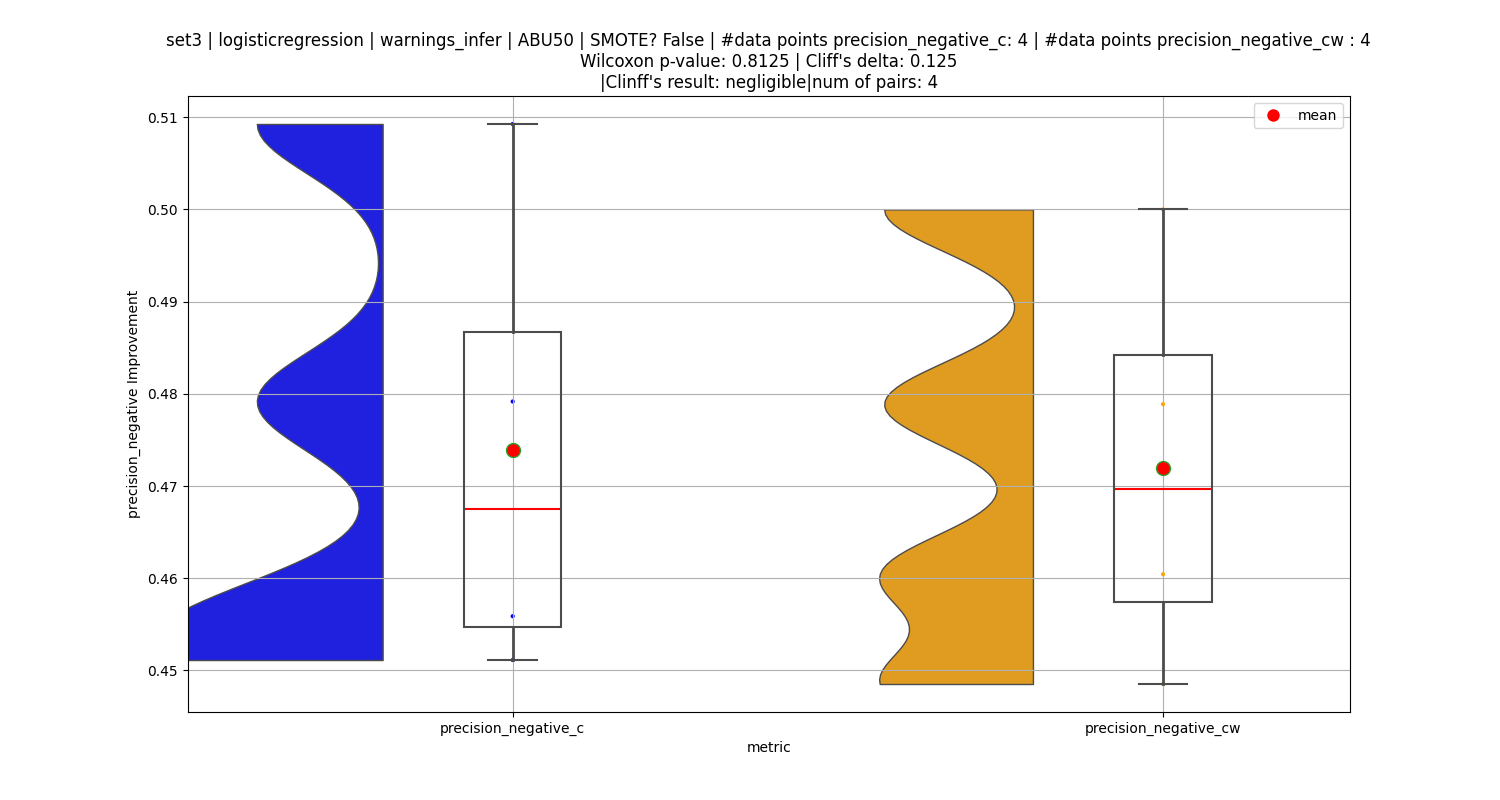 set3 | logisticregression | warnings_infer | ABU50 | SMOTE? False | #data points precision_negative_c: 4 | #data points precision_negative_cw : 4
Wilcoxon p-value: 0.8125 | Cliff's delta: 0.125
|Clinff's result: negligible|num of pairs: 4
mean
0.51
0.50
0.49
0.48
0.47
0.46
0.45
precision_negative Improvement
precision_negative_c
precision_negative_cw
metric